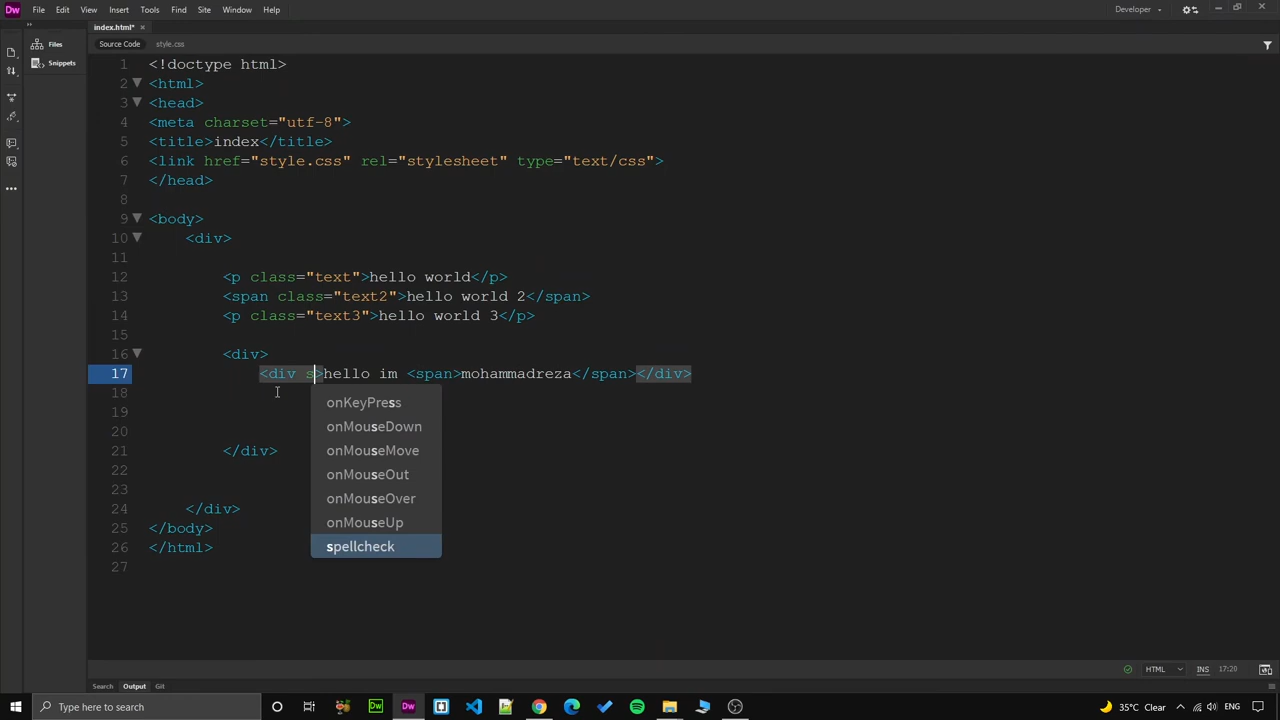 Dw File Edit View Insert Tools Find Site Window Help Developer
index.html*
Source Code style.css
Files
Snippets
1 <!doctype html>
2 <html>
3 <head>
4 <meta charset="utf-8">
5 <title>index</title>
6 <link href="style.css" rel="stylesheet" type="text/css">
7 </head>
8
9 <body>
10 <div>
11
12 <p class="text">hello world</p>
13 <span class="text2">hello world 2</span>
14 <p class="text3">hello world 3</p>
15
16 <div>
17 <div s>hello im <span>mohammadreza</span></div>
18
onKeyPress
19
onMouseDown
20
onMouseMove
21 </div>
onMouseOut
22
onMouseOver
23
onMouseUp
24 </div>
25 </body>
spellcheck
26 </html>
27
HTML INS 17:20
Search Output Git
Type here to search Dw Dw 35°C Clear ENG